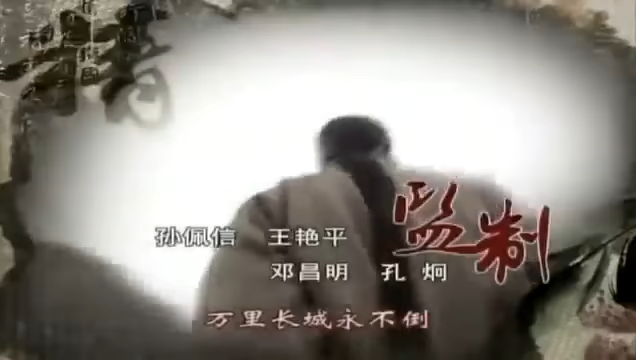 监制
孙佩信 王艳平
邓昌明 孔炯
万里长城永不倒